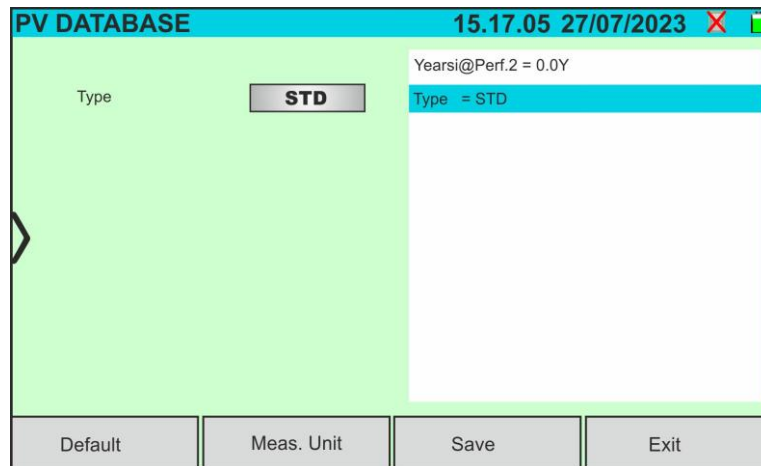 PV DATABASE 15.17.05 27/07/2023
Yearsi@Perf.2 = 0.0Y
Type STD Type = STD
Default Meas. Unit Save Exit